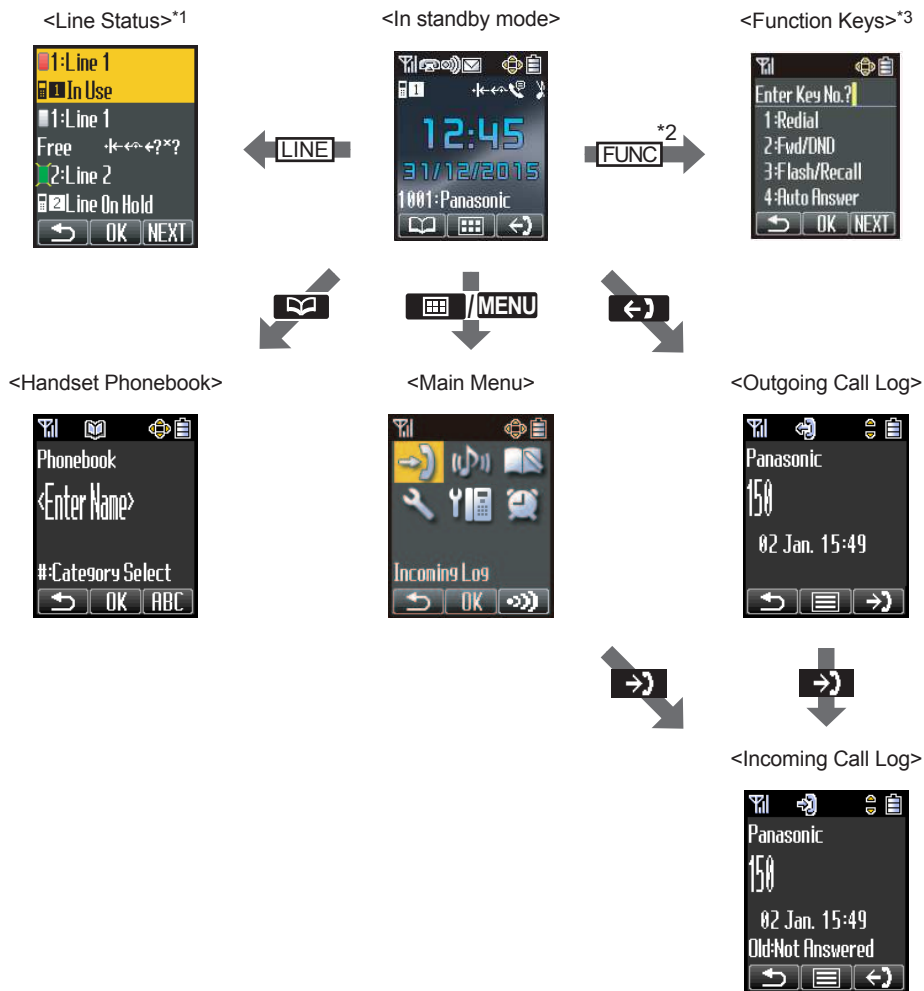 <Line Status>*1
<In standby mode>
<Function Keys>*3
1:Line 1
1 In Use
1:Line 1
Free ?*?
2:Line 2
2 Line On Hold
OK NEXT
LINE
1
12:45
31/12/2015
1001:Panasonic
*2
FUNC
Enter Key No.?
1:Redial
2:Fwd/DND
3:Flash/Recall
4:Auto Answer
OK NEXT
/MENU
<Handset Phonebook>
<Main Menu>
<Outgoing Call Log>
Phonebook
<Enter Name>
#:Category Select
OK ABC
Incoming Log
OK
Panasonic
150
02 Jan. 15:49
<Incoming Call Log>
Panasonic
150
02 Jan. 15:49
Old:Not Answered